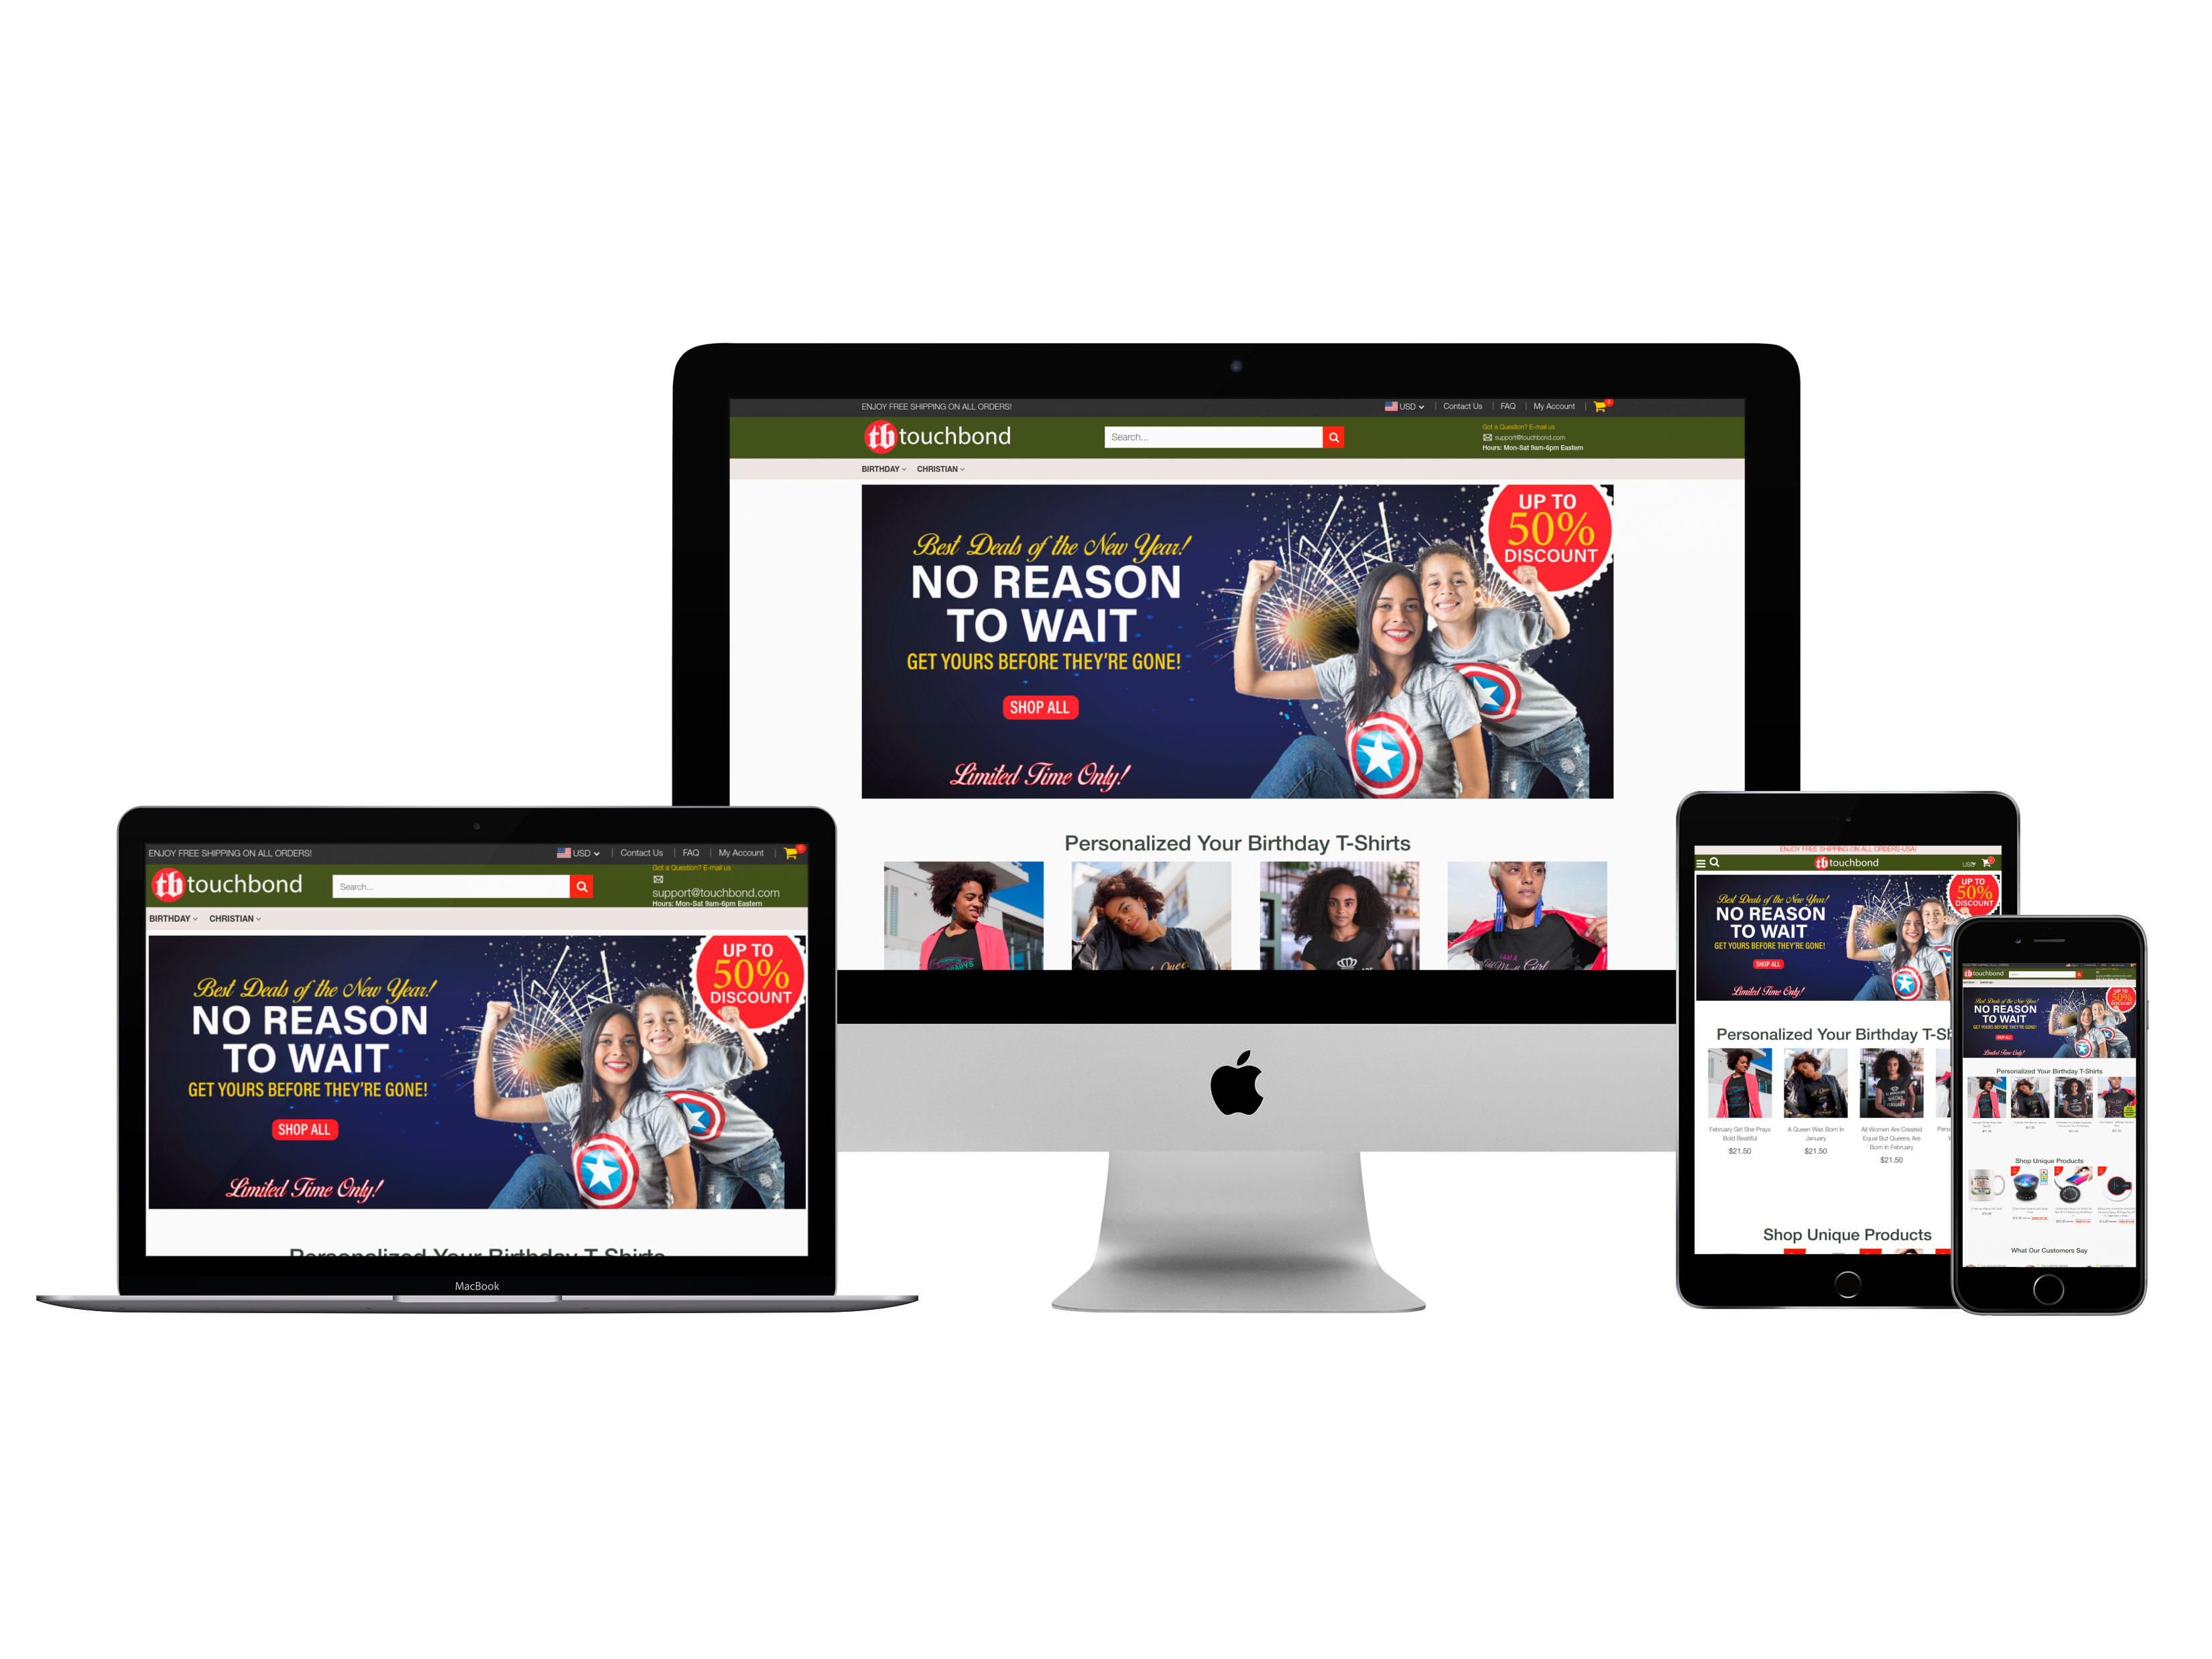 ENJOY FREE SHIPPING ON ALL ORDERS!
USD | Contact Us | FAQ | My Account | 0
tb touchbond
Search...
Got a Question? E-mail us
support@touchbond.com
Hours: Mon-Sat 9am-6pm Eastern
BIRTHDAY CHRISTIAN
Best Deals of the New Year!
NO REASON
TO WAIT
GET YOURS BEFORE THEY'RE GONE!
SHOP ALL
Limited Time Only!
UP TO
50%
DISCOUNT
Personalized Your Birthday T-Shirts
I AM A
ENJOY FREE SHIPPING ON ALL ORDERS!
USD | Contact Us | FAQ | My Account | 0
tb touchbond
Search...
Got a Question? E-mail us
support@touchbond.com
Hours: Mon-Sat 9am-6pm Eastern
BIRTHDAY CHRISTIAN
Best Deals of the New Year!
NO REASON
TO WAIT
GET YOURS BEFORE THEY'RE GONE!
SHOP ALL
Limited Time Only!
UP TO
50%
DISCOUNT
Personalized Your Birthday T-Shirts
MacBook
ENJOY FREE SHIPPING ON ALL ORDERS-USA!
tb touchbond
USD
Best Deals of the New Year!
NO REASON
TO WAIT
GET YOURS BEFORE THEY'RE GONE!
SHOP ALL
Limited Time Only!
UP TO
50%
DISCOUNT
Personalized Your Birthday T-Sh
February Girl She Prays
Bold Beatiful
$21.50
A Queen Was Born In
January
$21.50
All Women Are Created
Equal But Queens Are
Born In February
$21.50
Shop Unique Products
tb touchbond
Best Deals of the New Year!
NO REASON
TO WAIT
GET YOURS BEFORE THEY'RE GONE!
SHOP ALL
Limited Time Only!
UP TO
50%
DISCOUNT
Personalized Your Birthday T-Shirts
Shop Unique Products
What Our Customers Say